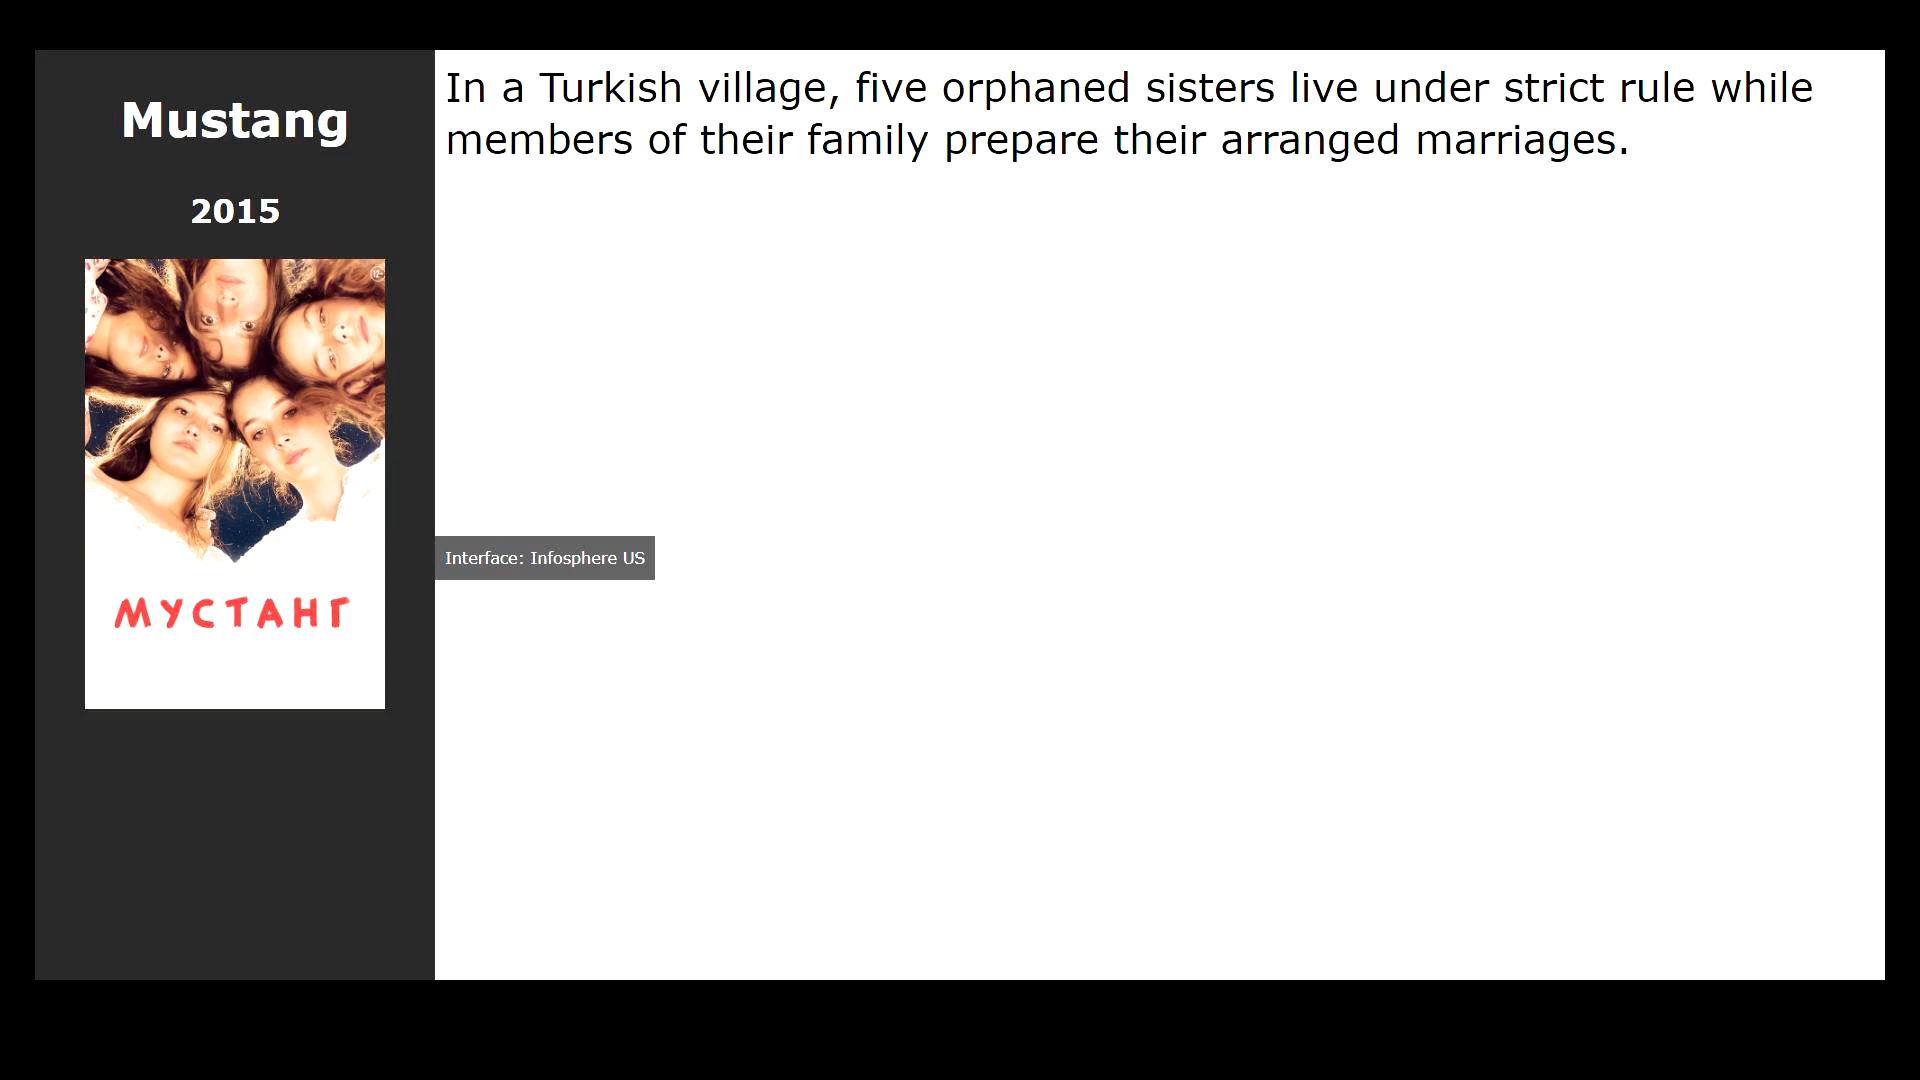 Mustang
2015
12+
МУСТАНГ
In a Turkish village, five orphaned sisters live under strict rule while
members of their family prepare their arranged marriages.
Interface: Infosphere US